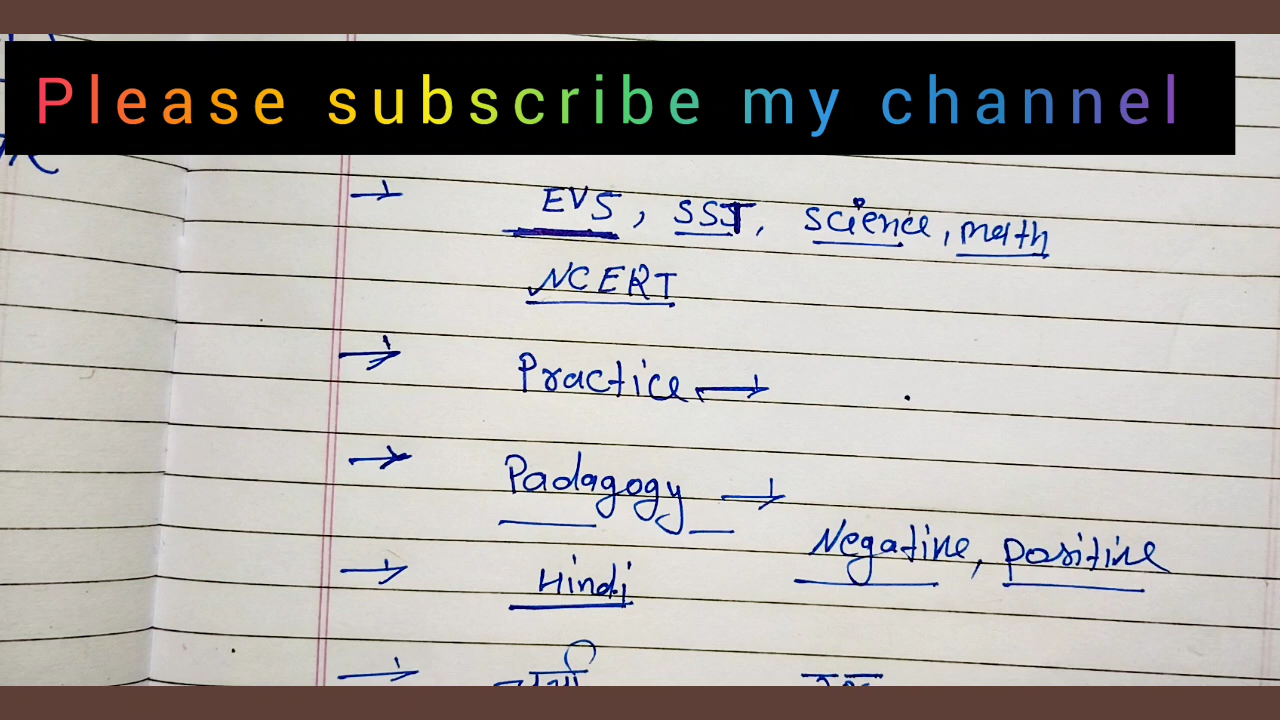 Please subscribe my channel
→ EVS, SST, Science, math
NCERT
→ Practice →
→ Padagogy →
Negative, positive
→ Hindi
→